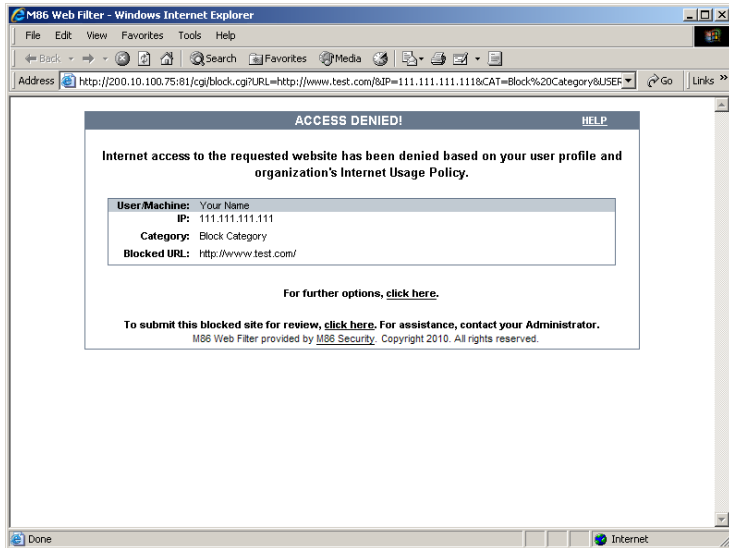 M86 Web Filter - Windows Internet Explorer
File Edit View Favorites Tools Help
Back Search Favorites Media
Address http://200.10.100.75:81/cgi/block.cgi?URL=http://www.test.com/&IP=111.111.111.111&CAT=Block%20Category&USER Go Links »
ACCESS DENIED! HELP
Internet access to the requested website has been denied based on your user profile and
organization's Internet Usage Policy.
User/Machine: Your Name
IP: 111.111.111.111
Category: Block Category
Blocked URL: http://www.test.com/
For further options, click here.
To submit this blocked site for review, click here. For assistance, contact your Administrator.
M86 Web Filter provided by M86 Security. Copyright 2010. All rights reserved.
Done Internet